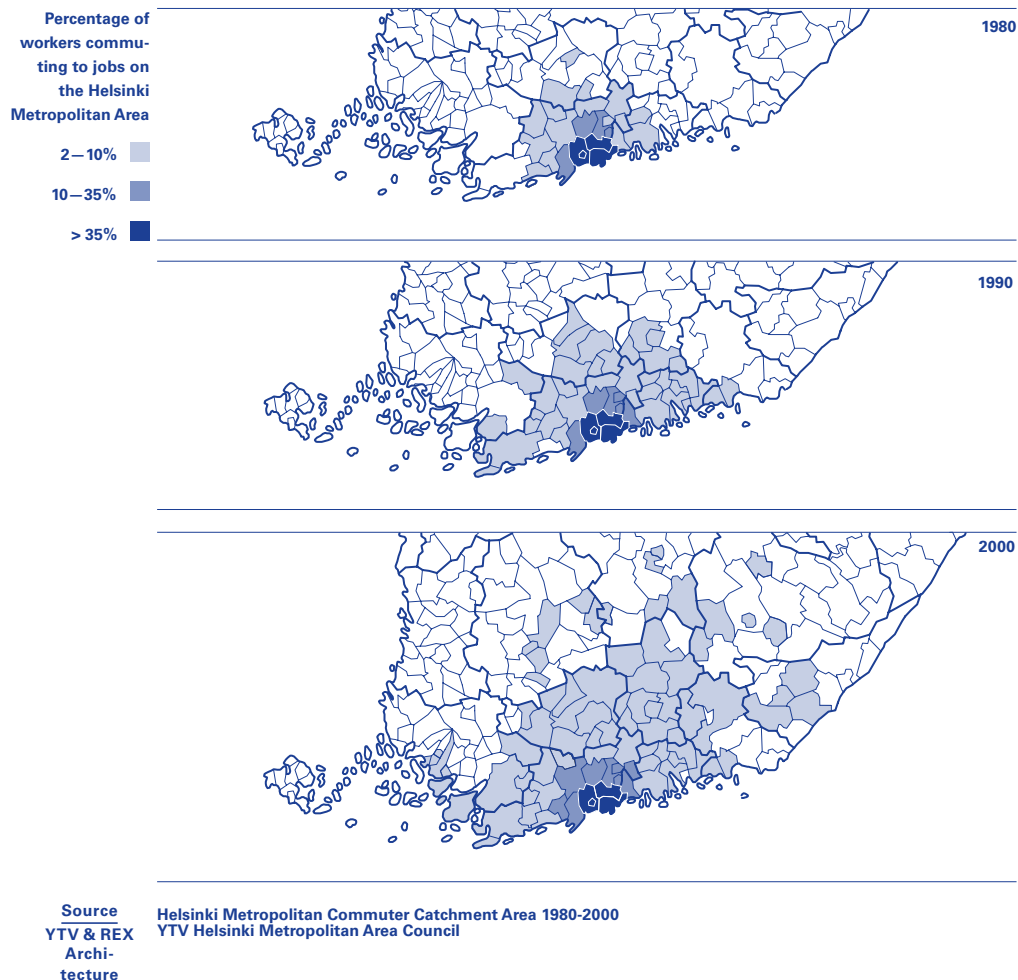 Percentage of
workers commu-
ting to jobs on
the Helsinki
Metropolitan Area
2—10%
10—35%
> 35%
1980
1990
2000
Source
YTV & REX
Archi-
tecture
Helsinki Metropolitan Commuter Catchment Area 1980-2000
YTV Helsinki Metropolitan Area Council